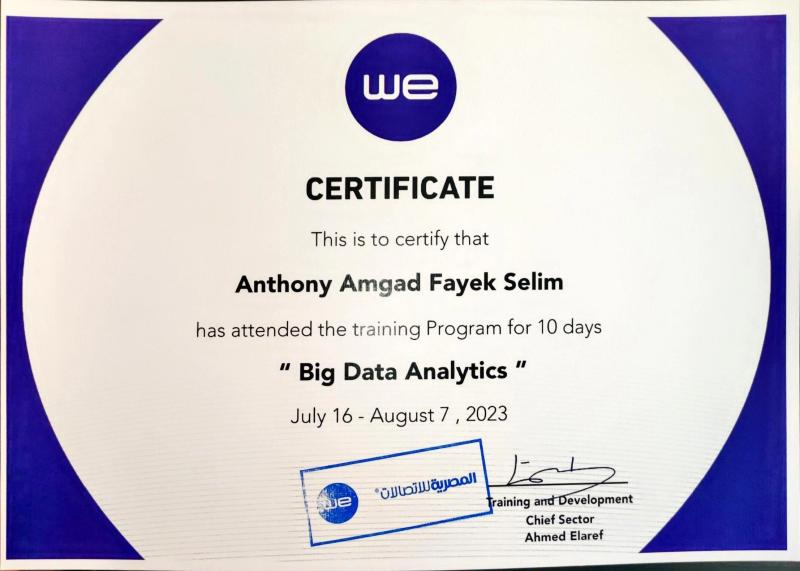 we
CERTIFICATE
This is to certify that
Anthony Amgad Fayek Selim
has attended the training Program for 10 days
“ Big Data Analytics ”
July 16 - August 7 , 2023
we
المصرية للاتصالات®
Training and Development
Chief Sector
Ahmed Elaref